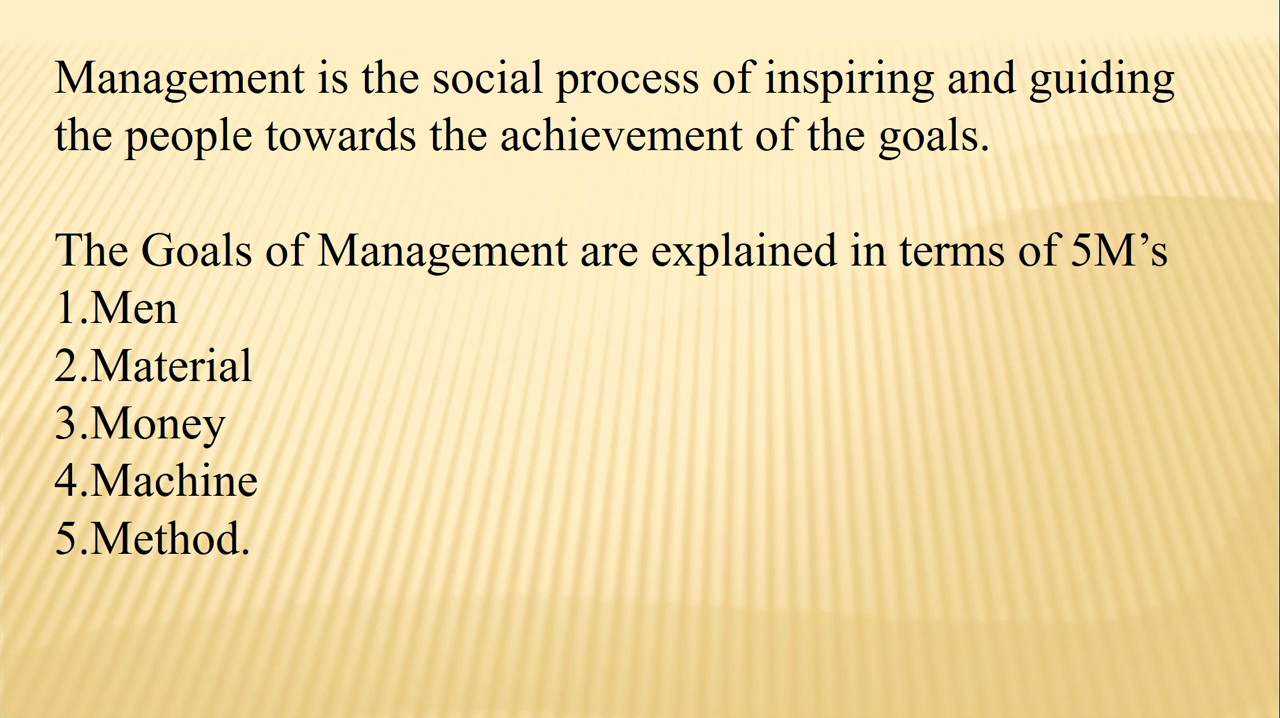 Management is the social process of inspiring and guiding
the people towards the achievement of the goals.
The Goals of Management are explained in terms of 5M’s
1.Men
2.Material
3.Money
4.Machine
5.Method.